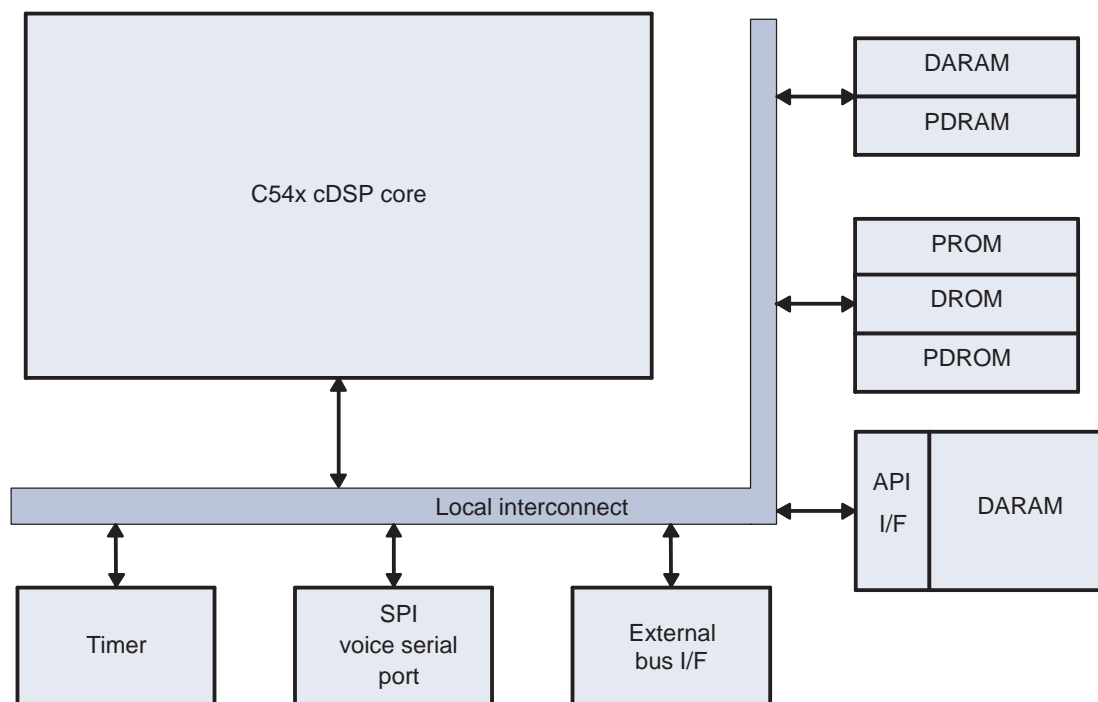 C54x cDSP core
DARAM
PDRAM
PROM
DROM
PDROM
API
I/F
DARAM
Local interconnect
Timer
SPI
voice serial
port
External
bus I/F